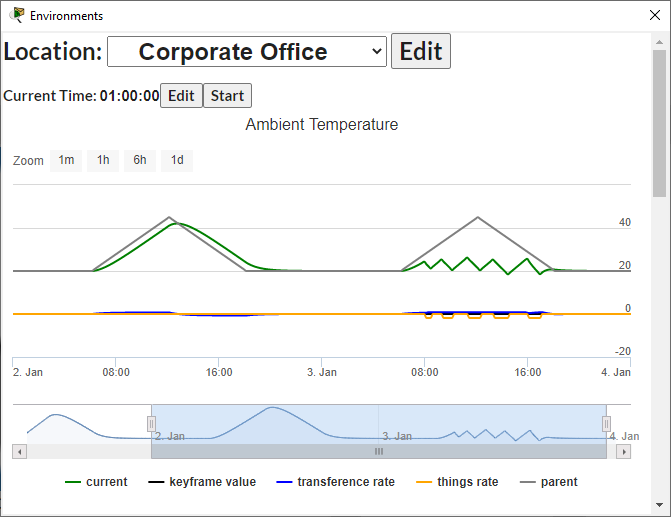 Environments
Location: Corporate Office Edit
Current Time: 01:00:00 Edit Start
Ambient Temperature
Zoom 1m 1h 6h 1d
40
20
0
-20
2. Jan 08:00 16:00 3. Jan 08:00 16:00 4. Jan
2. Jan 3. Jan 4. Jan
current keyframe value transference rate things rate parent